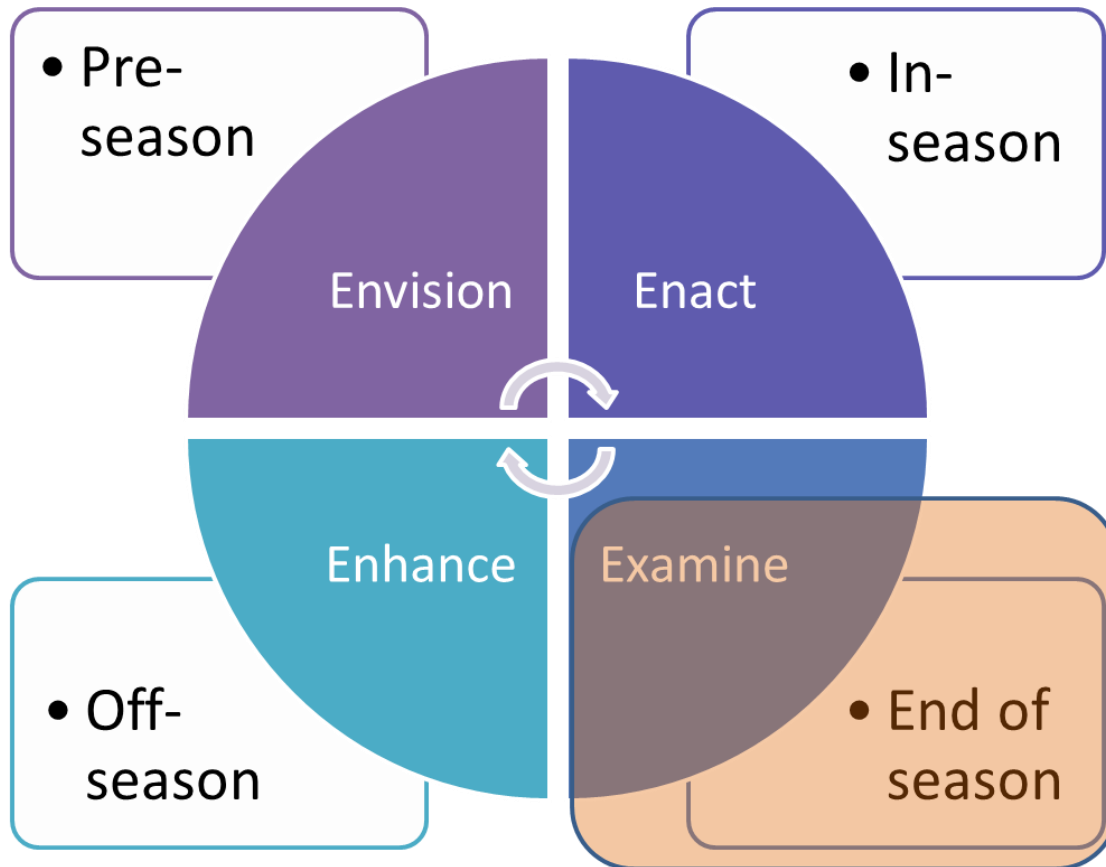 • Pre-
season
• In-
season
Envision
Enact
Enhance
Examine
• Off-
season
• End of
season